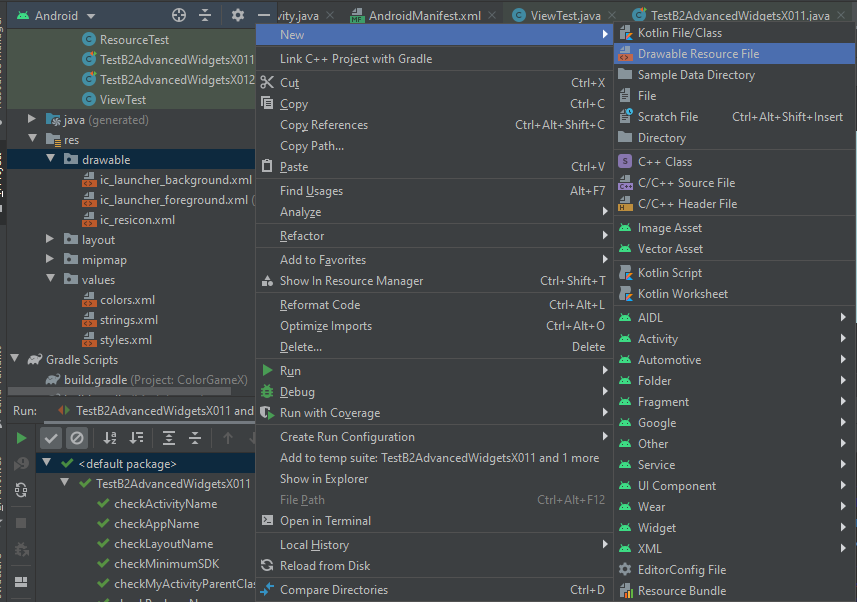 Android
ivity.java
AndroidManifest.xml
ViewTest.java
TestB2AdvancedWidgetsX011.java
ResourceTest
TestB2AdvancedWidgetsX011
TestB2AdvancedWidgetsX012
ViewTest
java (generated)
res
drawable
ic_launcher_background.xml
ic_launcher_foreground.xml (
ic_resicon.xml
layout
mipmap
values
colors.xml
strings.xml
styles.xml
Gradle Scripts
build.gradle (Project: ColorGameX)
Run: TestB2AdvancedWidgetsX011 and
<default package>
TestB2AdvancedWidgetsX011
checkActivityName
checkAppName
checkLayoutName
checkMinimumSDK
checkMyActivityParentClas
New
Link C++ Project with Gradle
Cut Ctrl+X
Copy Ctrl+C
Copy References Ctrl+Alt+Shift+C
Copy Path...
Paste Ctrl+V
Find Usages Alt+F7
Analyze
Refactor
Add to Favorites
Show In Resource Manager Ctrl+Shift+T
Reformat Code Ctrl+Alt+L
Optimize Imports Ctrl+Alt+O
Delete... Delete
Run
Debug
Run with Coverage
Create Run Configuration
Add to temp suite: TestB2AdvancedWidgetsX011 and 1 more
Show in Explorer
File Path Ctrl+Alt+F12
Open in Terminal
Local History
Reload from Disk
Compare Directories Ctrl+D
Kotlin File/Class
Drawable Resource File
Sample Data Directory
File
Scratch File Ctrl+Alt+Shift+Insert
Directory
C++ Class
C/C++ Source File
C/C++ Header File
Image Asset
Vector Asset
Kotlin Script
Kotlin Worksheet
AIDL
Activity
Automotive
Folder
Fragment
Google
Other
Service
UI Component
Wear
Widget
XML
EditorConfig File
Resource Bundle